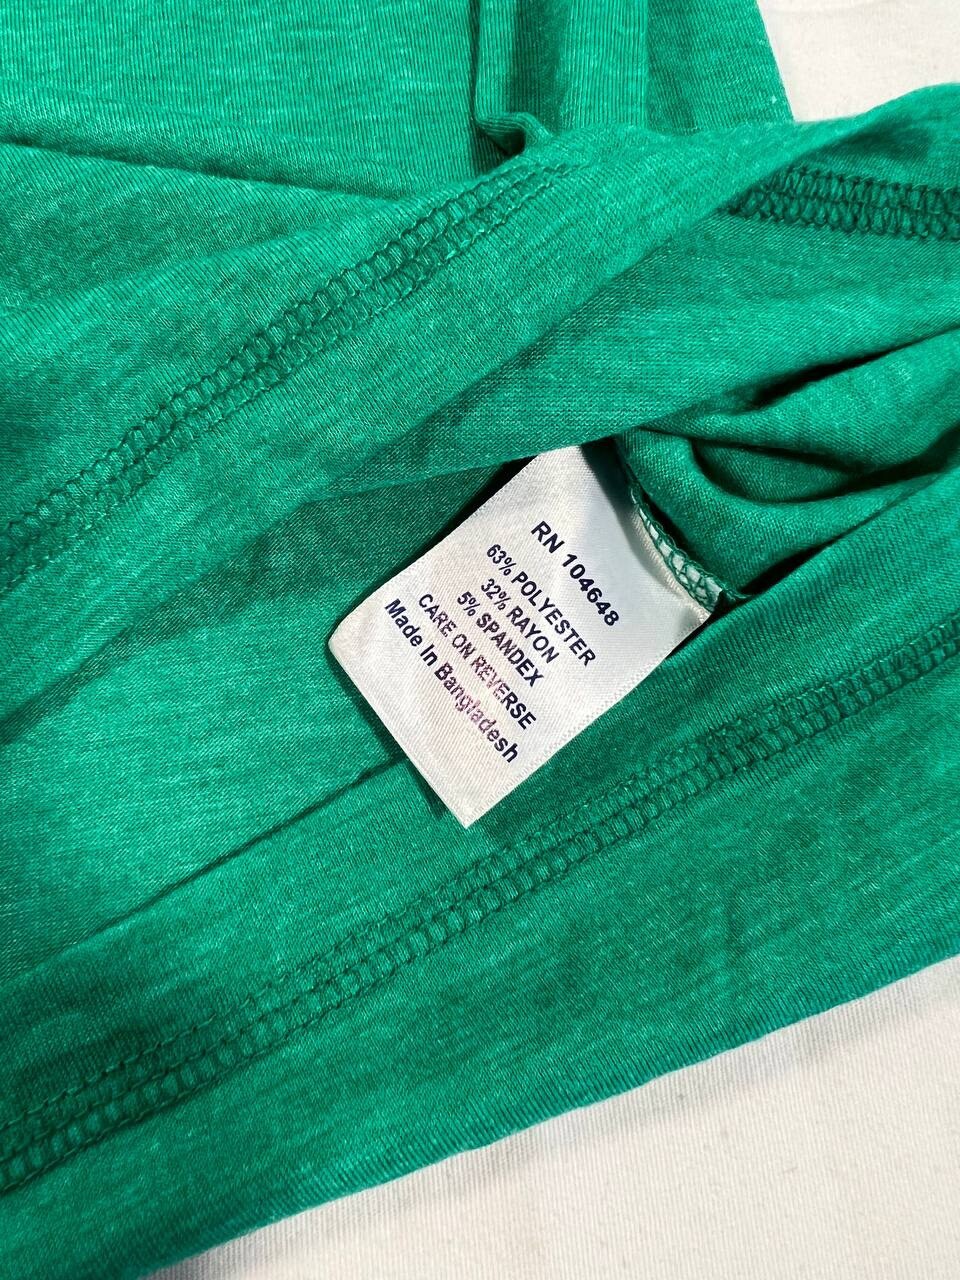 RN 104648
63% POLYESTER
32% RAYON
5% SPANDEX
CARE ON REVERSE
Made In Bangladesh